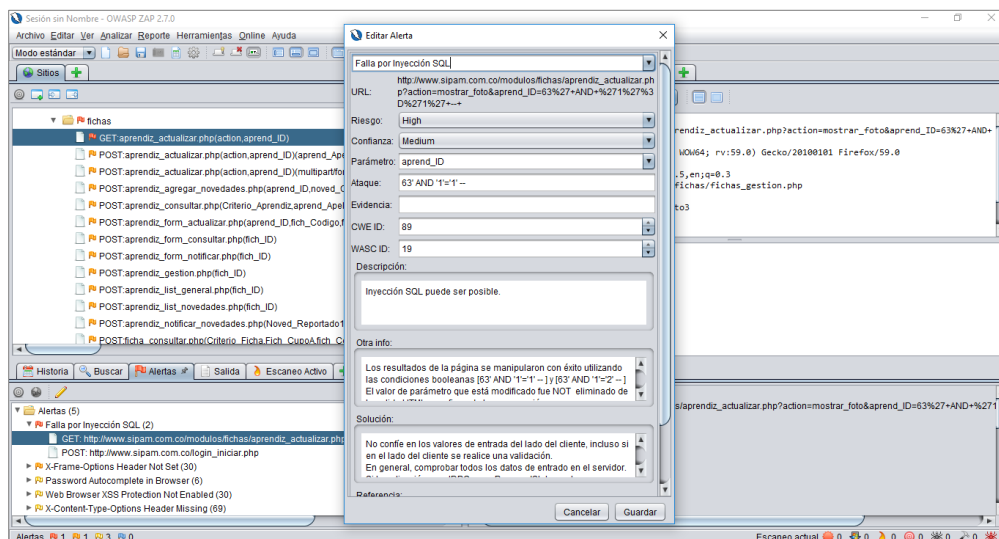 Sesión sin Nombre - OWASP ZAP 2.7.0
Archivo Editar Ver Analizar Reporte Herramientas Online Ayuda
Modo estándar
Sitios
fichas
GET:aprendiz_actualizar.php(action,aprend_ID)
POST:aprendiz_actualizar.php(action,aprend_ID)(aprend_Ape
POST:aprendiz_actualizar.php(action,aprend_ID)(multipart/for
POST:aprendiz_agregar_novedades.php(aprend_ID,noved_C
POST:aprendiz_consultar.php(Criterio_Aprendiz,aprend_Apel
POST:aprendiz_form_actualizar.php(aprend_ID,fich_Codigo,f
POST:aprendiz_form_consultar.php(fich_ID)
POST:aprendiz_form_notificar.php(fich_ID)
POST:aprendiz_gestion.php(fich_ID)
POST:aprendiz_list_general.php(fich_ID)
POST:aprendiz_list_novedades.php(fich_ID)
POST:aprendiz_notificar_novedades.php(Noved_Reportado1
POST:ficha_consultar.php(Criterio_Ficha,Fich_CupoA,fich_C
Historia Buscar Alertas Salida Escaneo Activo
Alertas (5)
Falla por Inyección SQL (2)
GET: http://www.sipam.com.co/modulos/fichas/aprendiz_actualizar.php
POST: http://www.sipam.com.co/login_iniciar.php
X-Frame-Options Header Not Set (30)
Password Autocomplete in Browser (6)
Web Browser XSS Protection Not Enabled (30)
X-Content-Type-Options Header Missing (69)
Alertas 1 1 3 0
Editar Alerta
Falla por Inyección SQL
URL: http://www.sipam.com.co/modulos/fichas/aprendiz_actualizar.ph
p?action=mostrar_foto&aprend_ID=63%27+AND+%271%27%3
D%271%27+--+
Riesgo: High
Confianza: Medium
Parámetro: aprend_ID
Ataque: 63' AND '1'='1' --
Evidencia:
CWE ID: 89
WASC ID: 19
Descripción:
Inyección SQL puede ser posible.
Otra info:
Los resultados de la página se manipularon con éxito utilizando
las condiciones booleanas [63' AND '1'='1' -- ] y [63' AND '1'='2' -- ]
El valor de parámetro que está modificado fue NOT eliminado de
Solución:
No confíe en los valores de entrada del lado del cliente, incluso si
en el lado del cliente se realice una validación.
En general, comprobar todos los datos de entrado en el servidor.
Referencia:
Cancelar Guardar
rendiz_actualizar.php?action=mostrar_foto&aprend_ID=63%27+AND+
WOW64; rv:59.0) Gecko/20100101 Firefox/59.0
.5,en;q=0.3
fichas/fichas_gestion.php
to3
s/aprendiz_actualizar.php?action=mostrar_foto&aprend_ID=63%27+AND+%271
Escaneo actual 0 0 0 0 0 0